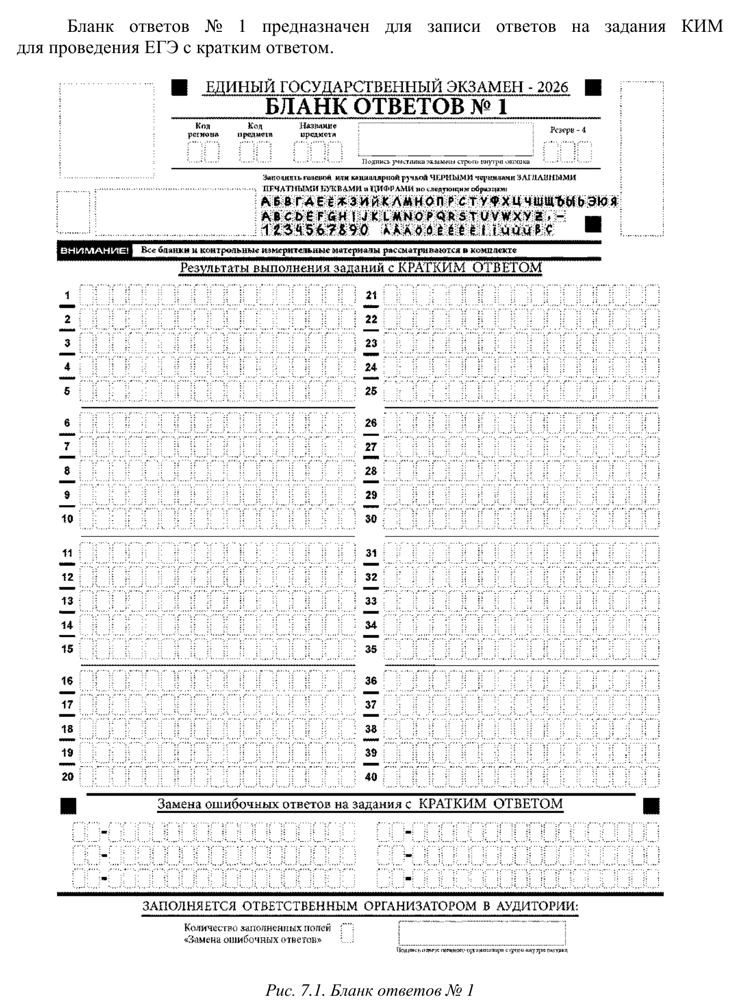 Бланк ответов № 1 предназначен для записи ответов на задания КИМ
для проведения ЕГЭ с кратким ответом.
ЕДИНЫЙ ГОСУДАРСТВЕННЫЙ ЭКЗАМЕН - 2026
БЛАНК ОТВЕТОВ № 1
Код региона
Код предмета
Название предмета
Резерв - 4
Подпись участника экзамена строго внутри окошка
Заполнять гелевой или капиллярной ручкой ЧЕРНЫМИ чернилами ЗАГЛАВНЫМИ
ПЕЧАТНЫМИ БУКВАМИ и ЦИФРАМИ по следующим образцам:
АБВГДЕЁЖЗИЙКЛМНОПРСТУФХЦЧШЩЪЫЬЭЮЯ
ABCDEFGHIJKLMNOPQRSTUVWXYZ,-
1234567890
ВНИМАНИЕ! Все бланки и контрольные измерительные материалы рассматриваются в комплекте
Результаты выполнения заданий с КРАТКИМ ОТВЕТОМ
1 21
2 22
3 23
4 24
5 25
6 26
7 27
8 28
9 29
10 30
11 31
12 32
13 33
14 34
15 35
16 36
17 37
18 38
19 39
20 40
Замена ошибочных ответов на задания с КРАТКИМ ОТВЕТОМ
- -
- -
- -
ЗАПОЛНЯЕТСЯ ОТВЕТСТВЕННЫМ ОРГАНИЗАТОРОМ В АУДИТОРИИ:
Количество заполненных полей
«Замена ошибочных ответов»
Подпись ответственного организатора строго внутри окошка
Рис. 7.1. Бланк ответов № 1